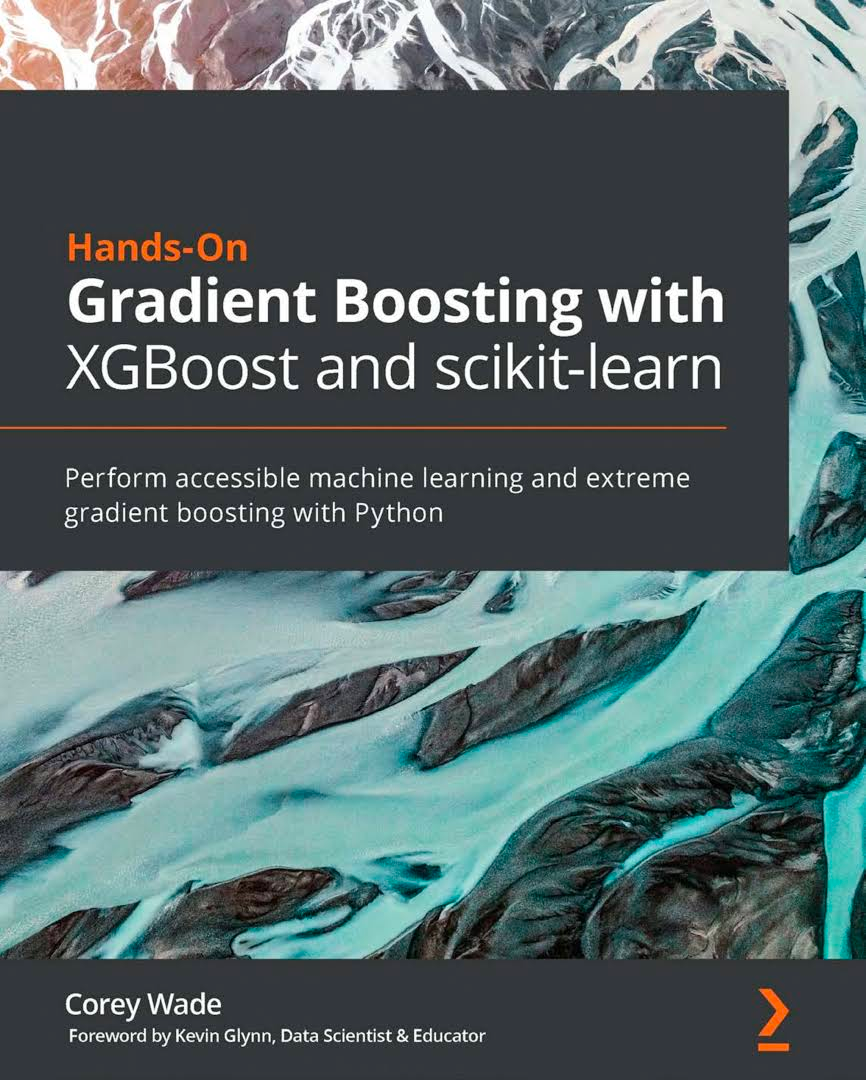 Hands-On
Gradient Boosting with
XGBoost and scikit-learn
Perform accessible machine learning and extreme
gradient boosting with Python
Corey Wade
Foreword by Kevin Glynn, Data Scientist & Educator